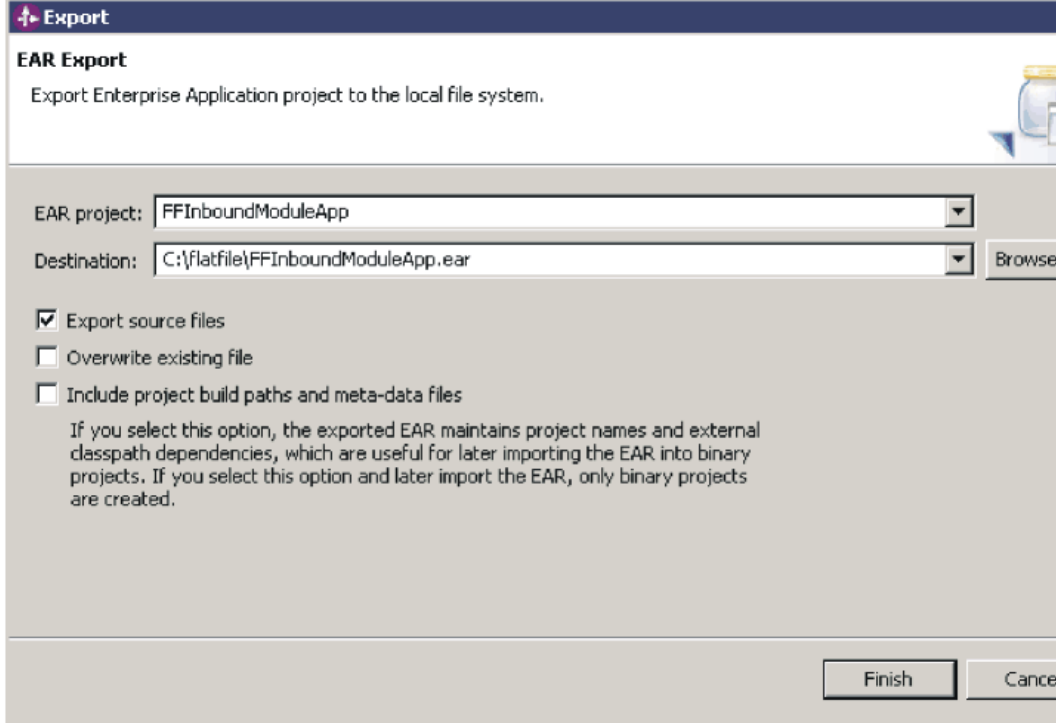 Export
EAR Export
Export Enterprise Application project to the local file system.
EAR project: FFInboundModuleApp
Destination: C:\flatfile\FFInboundModuleApp.ear Browse
Export source files
Overwrite existing file
Include project build paths and meta-data files
If you select this option, the exported EAR maintains project names and external
classpath dependencies, which are useful for later importing the EAR into binary
projects. If you select this option and later import the EAR, only binary projects
are created.
Finish Cance